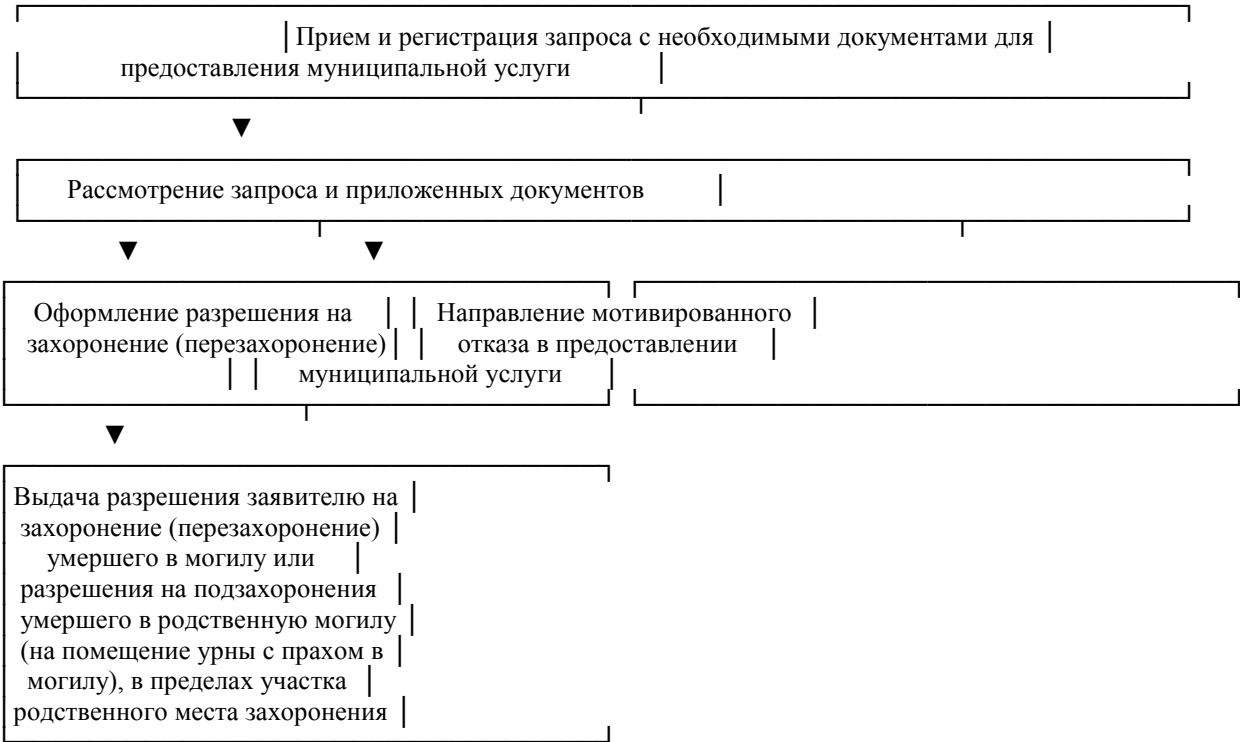 Прием и регистрация запроса с необходимыми документами для
предоставления муниципальной услуги
Рассмотрение запроса и приложенных документов
Оформление разрешения на
захоронение (перезахоронение)
Направление мотивированного
отказа в предоставлении
муниципальной услуги
Выдача разрешения заявителю на
захоронение (перезахоронение)
умершего в могилу или
разрешения на подзахоронения
умершего в родственную могилу
(на помещение урны с прахом в
могилу), в пределах участка
родственного места захоронения